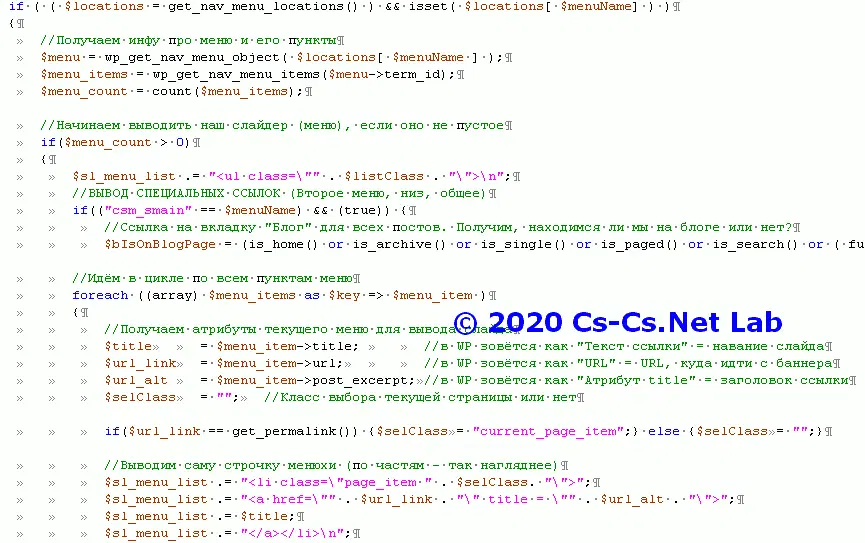 if ( ( $locations = get_nav_menu_locations() ) && isset( $locations[ $menuName] ) )
{
//Получаем инфу про меню и его пункты
$menu = wp_get_nav_menu_object( $locations[ $menuName ] );
$menu_items = wp_get_nav_menu_items($menu->term_id);
$menu_count = count($menu_items);
//Начинаем выводить наш слайдер (меню), если оно не пустое
if($menu_count > 0)
{
$sl_menu_list .= "<ul class=\"" . $listClass . "\">\n";
//ВЫВОД СПЕЦИАЛЬНЫХ ССЫЛОК (Второе меню, низ, общее)
if(("csm_smain" == $menuName) && (true)) {
//Ссылка на вкладку "Блог" для всех постов. Получим, находимся ли мы на блоге или нет?
$bIsOnBlogPage = (is_home() or is_archive() or is_single() or is_paged() or is_search() or ( fu
//Идём в цикле по всем пунктам меню
foreach ((array) $menu_items as $key => $menu_item )
{
© 2020 Cs-Cs.Net Lab
//Получаем атрибуты текущего меню для вывода слайда
$title = $menu_item->title; //в WP зовётся как "Текст ссылки" = навание слайда
$url_link = $menu_item->url; //в WP зовётся как "URL" = URL, куда идти с баннера
$url_alt = $menu_item->post_excerpt; //в WP зовётся как "Атрибут title" = заголовок ссылки
$selClass = ""; //Класс выбора текущей страницы или нет
if($url_link == get_permalink()) {$selClass = "current_page_item";} else {$selClass = "";}
//Выводим саму строчку менюхи (по частям - так нагляднее)
$sl_menu_list .= "<li class=\"page_item " . $selClass. "\">";
$sl_menu_list .= "<a href=\"" . $url_link . "\" title = \"" . $url_alt . "\">";
$sl_menu_list .= $title;
$sl_menu_list .= "</a></li>\n";